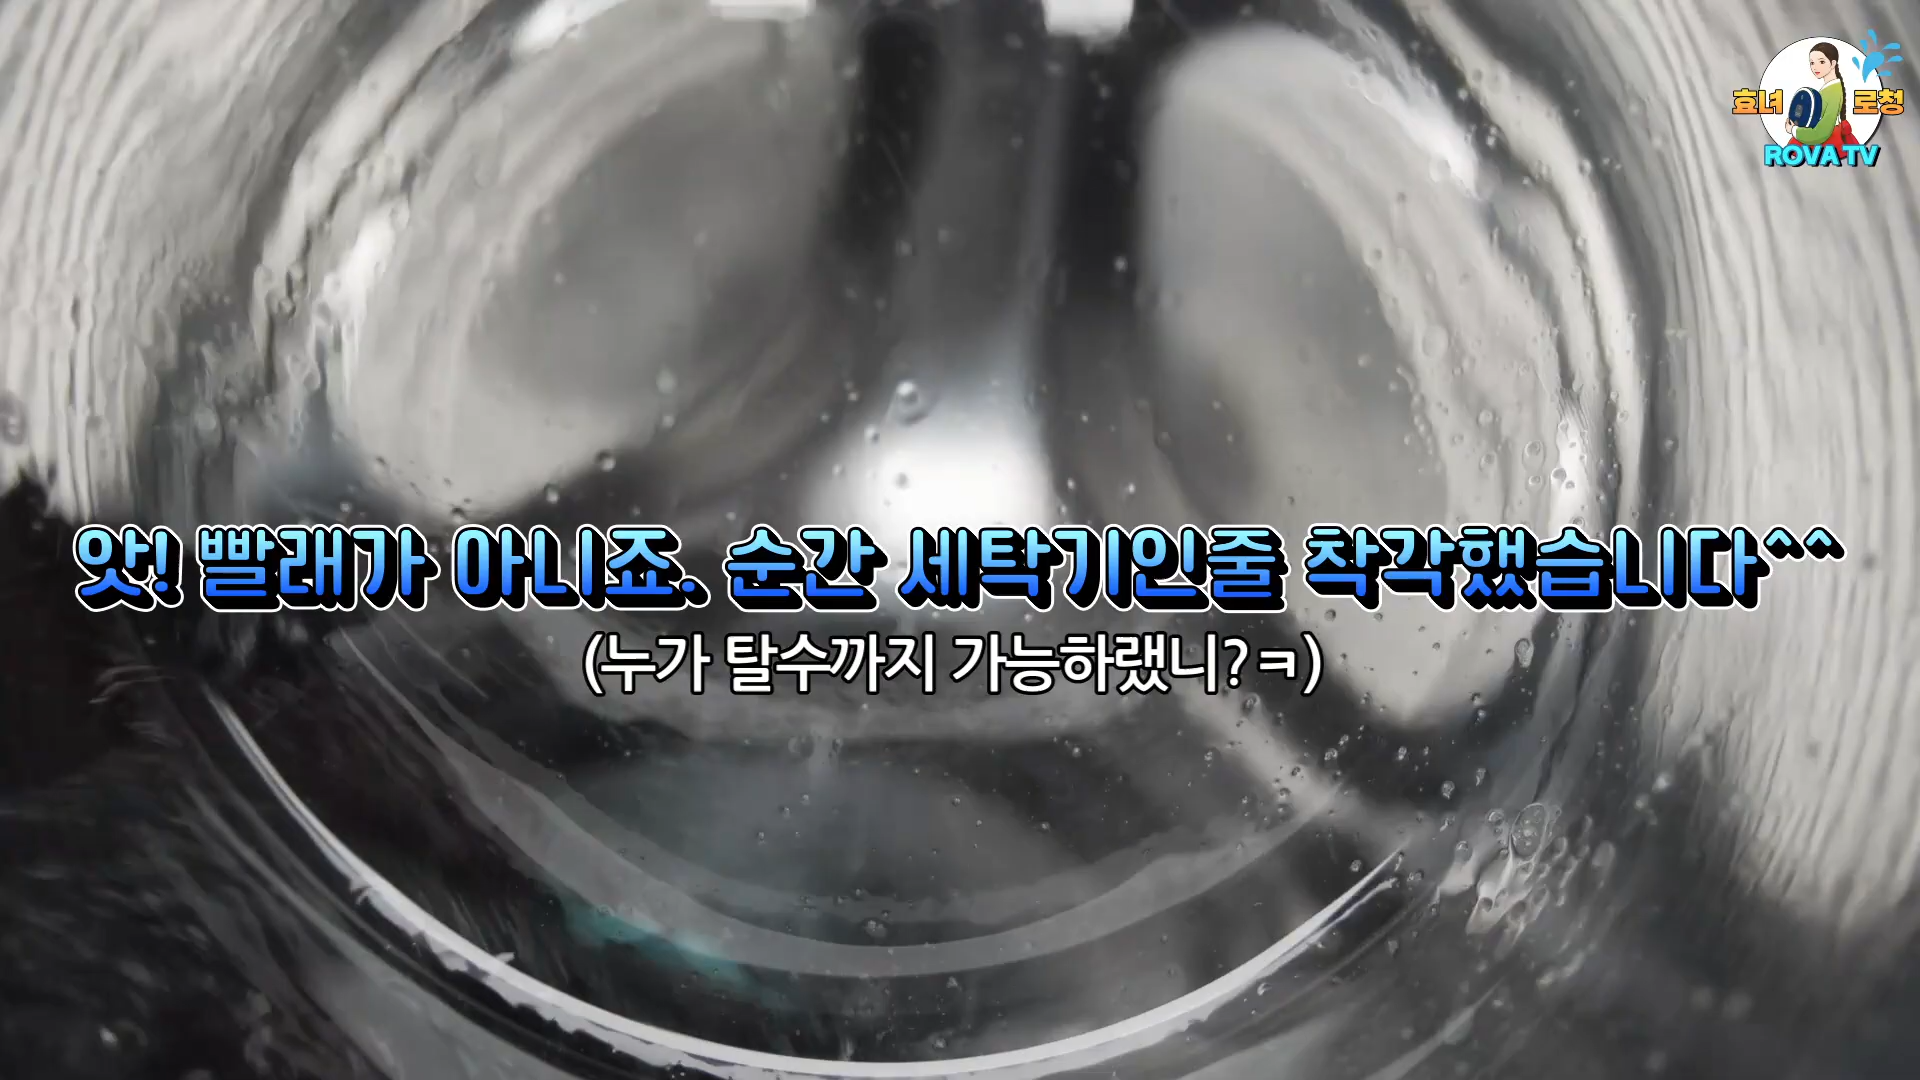 효녀 로청
ROVA TV
앗! 빨래가 아니죠. 순간 세탁기인줄 착각했습니다^^
(누가 탈수까지 가능하랬니?ㅋ)